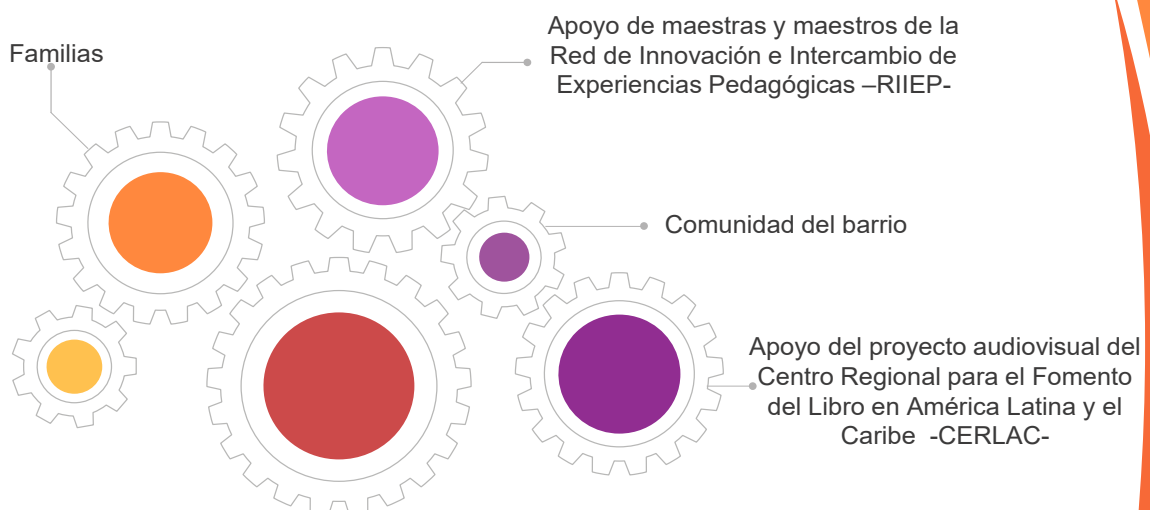 Familias
Apoyo de maestras y maestros de la
Red de Innovación e Intercambio de
Experiencias Pedagógicas –RIIEP-
Comunidad del barrio
Apoyo del proyecto audiovisual del
Centro Regional para el Fomento
del Libro en América Latina y el
Caribe  -CERLAC-